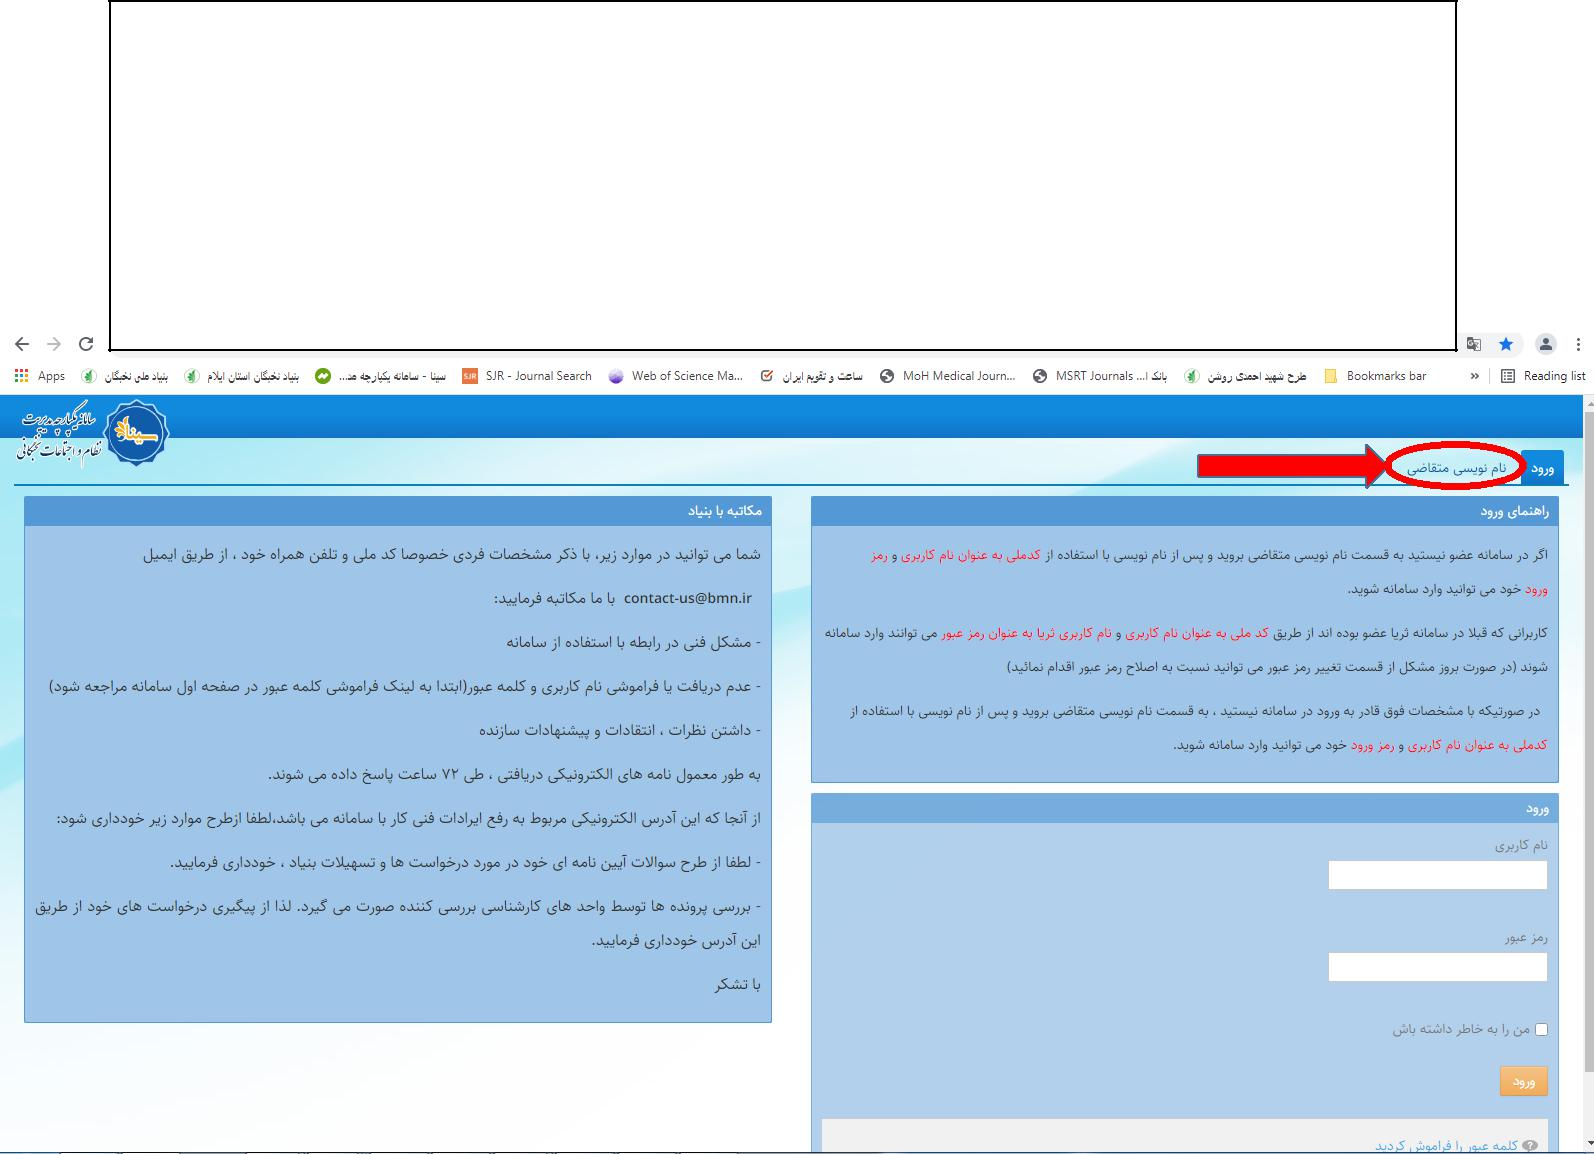 Apps
بنیاد ملی نخبگان
بنیاد نخبگان استان ایلام
سینا - سامانه یکپارچه مد...
SJR - Journal Search
Web of Science Ma...
ساعت و تقویم ایران
MoH Medical Journ...
MSRT Journals ...بانک ا
طرح شهید احمدی روشن
Bookmarks bar
»
Reading list
سامانه یکپارچه مدیریت
نظام و اجتماعات نخبگانی
سینا
ورود
نام نویسی متقاضی
راهنمای ورود
اگر در سامانه عضو نیستید به قسمت نام نویسی متقاضی بروید و پس از نام نویسی با استفاده از کدملی به عنوان نام کاربری و رمز
ورود خود می توانید وارد سامانه شوید.
کاربرانی که قبلا در سامانه ثریا عضو بوده اند از طریق کد ملی به عنوان نام کاربری و نام کاربری ثریا به عنوان رمز عبور می توانند وارد سامانه
شوند (در صورت بروز مشکل از قسمت تغییر رمز عبور می توانید نسبت به اصلاح رمز عبور اقدام نمائید)
در صورتیکه با مشخصات فوق قادر به ورود در سامانه نیستید ، به قسمت نام نویسی متقاضی بروید و پس از نام نویسی با استفاده از
کدملی به عنوان نام کاربری و رمز ورود خود می توانید وارد سامانه شوید.
ورود
نام کاربری
رمز عبور
من را به خاطر داشته باش
ورود
کلمه عبور را فراموش کردید
مکاتبه با بنیاد
شما می توانید در موارد زیر، با ذکر مشخصات فردی خصوصا کد ملی و تلفن همراه خود ، از طریق ایمیل
contact-us@bmn.ir با ما مکاتبه فرمایید:
- مشکل فنی در رابطه با استفاده از سامانه
- عدم دریافت یا فراموشی نام کاربری و کلمه عبور(ابتدا به لینک فراموشی کلمه عبور در صفحه اول سامانه مراجعه شود)
- داشتن نظرات ، انتقادات و پیشنهادات سازنده
به طور معمول نامه های الکترونیکی دریافتی ، طی ۷۲ ساعت پاسخ داده می شوند.
از آنجا که این آدرس الکترونیکی مربوط به رفع ایرادات فنی کار با سامانه می باشد،لطفا ازطرح موارد زیر خودداری شود:
- لطفا از طرح سوالات آیین نامه ای خود در مورد درخواست ها و تسهیلات بنیاد ، خودداری فرمایید.
- بررسی پرونده ها توسط واحد های کارشناسی بررسی کننده صورت می گیرد. لذا از پیگیری درخواست های خود از طریق
این آدرس خودداری فرمایید.
با تشکر